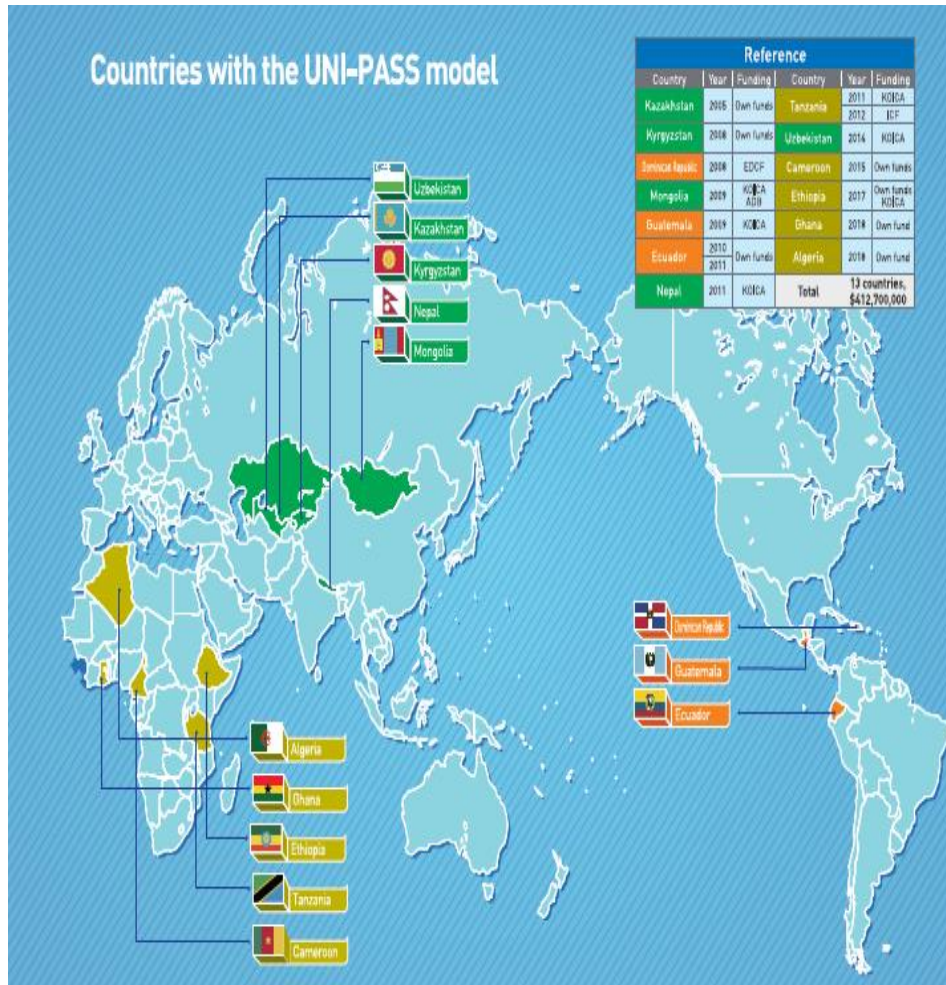 Countries with the UNI-PASS model
Reference
Country Year Funding Country Year Funding
Kazakhstan 2005 Own funds Tanzania 2011 KOICA
2012 ICF
Kyrgyzstan 2008 Own funds Uzbekistan KOICA
Dominican Republic 2008 EDCF Cameroon 2015 Own funds
Mongolia 2009 KOICA ADB Ethiopia 2017 Own funds KOICA
Guatemala 2009 KOICA Ghana 2018 Own fund
Ecuador 2010 2011 Own funds Algeria 2018 Own fund
Nepal 2011 KOICA Total 13 countries, $412,700,000
Uzbekistan
Kazakhstan
Kyrgyzstan
Nepal
Mongolia
Dominican Republic
Guatemala
Ecuador
Algeria
Ghana
Ethiopia
Tanzania
Cameroon